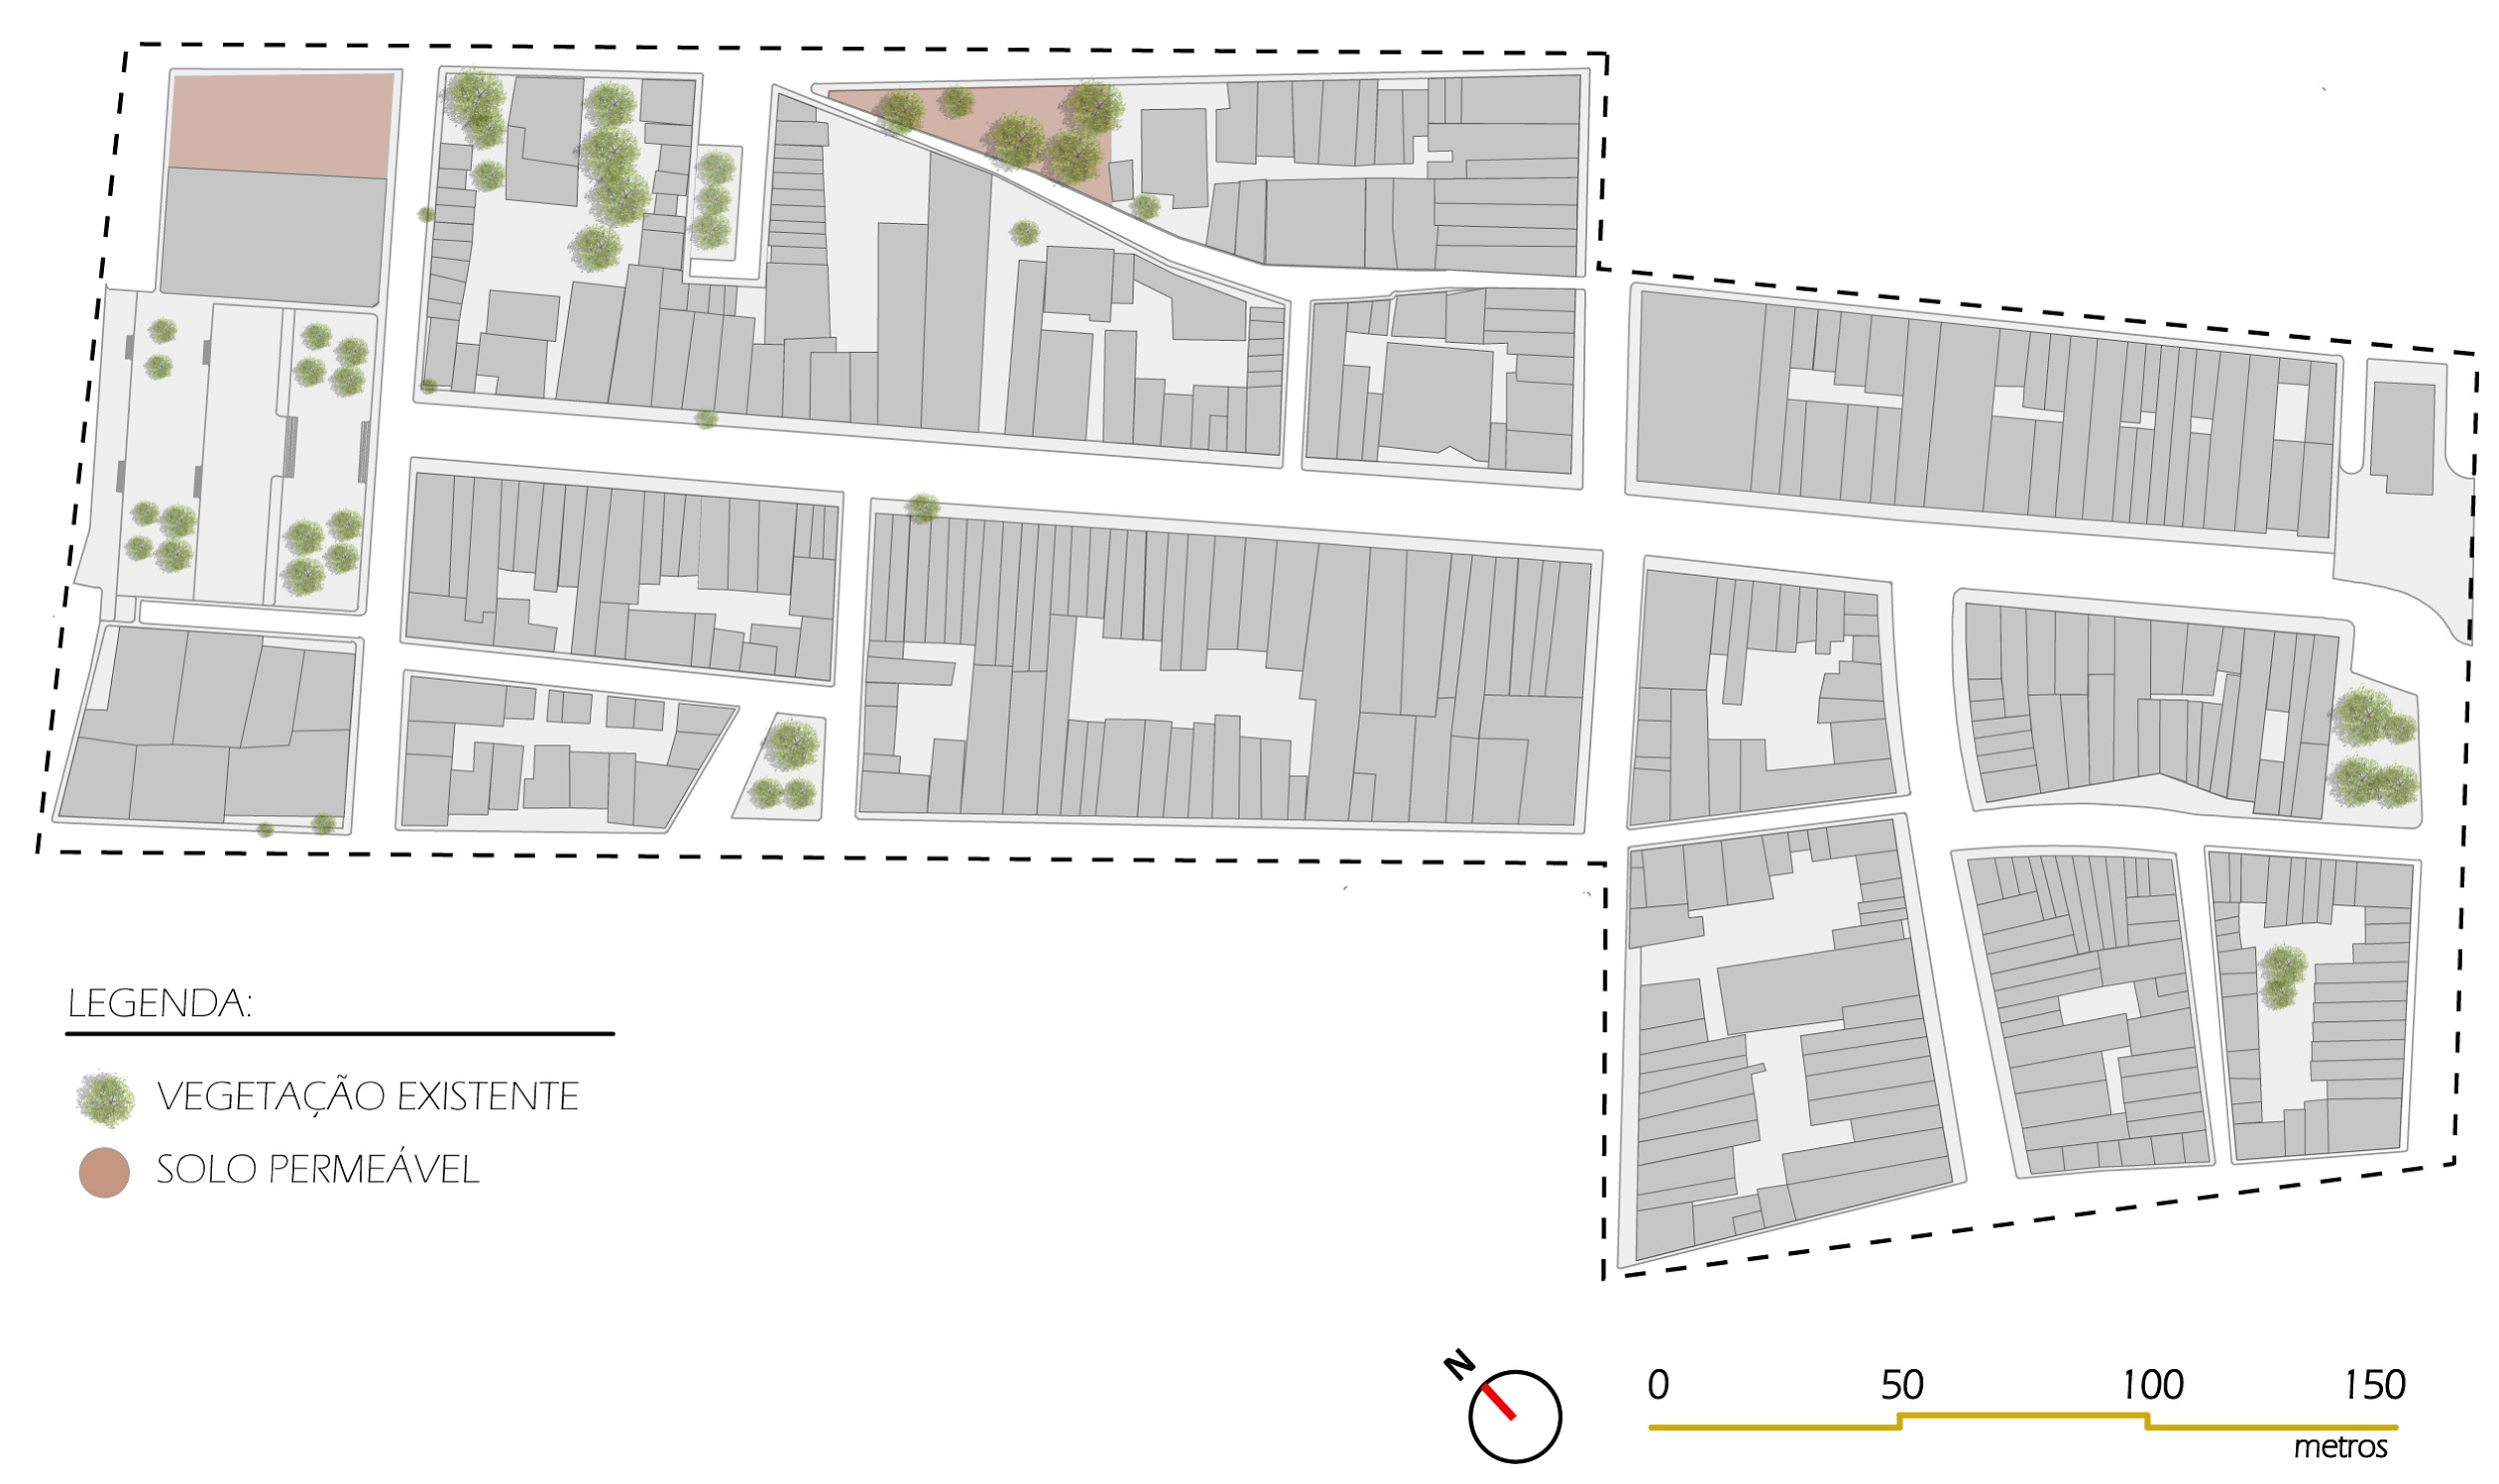 LEGENDA:
VEGETAÇÃO EXISTENTE
SOLO PERMEÁVEL
N
0 50 100 150
metros